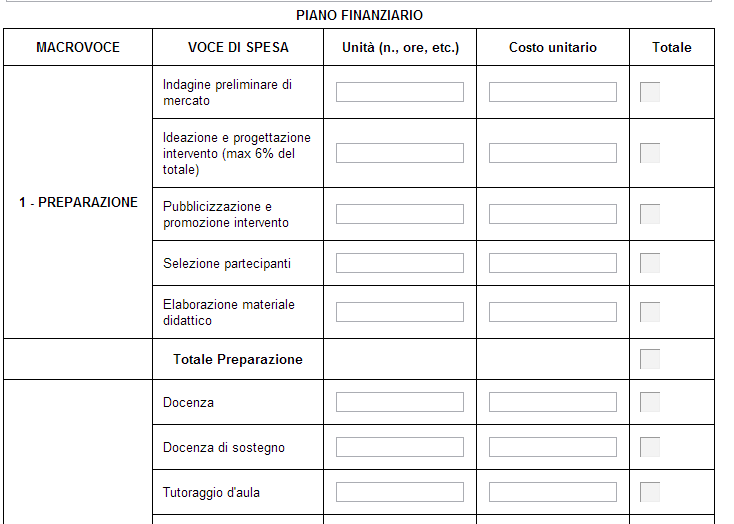 PIANO FINANZIARIO
MACROVOCE
VOCE DI SPESA
Unità (n., ore, etc.)
Costo unitario
Totale
1 - PREPARAZIONE
Indagine preliminare di
mercato
Ideazione e progettazione
intervento (max 6% del
totale)
Pubblicizzazione e
promozione intervento
Selezione partecipanti
Elaborazione materiale
didattico
Totale Preparazione
Docenza
Docenza di sostegno
Tutoraggio d'aula